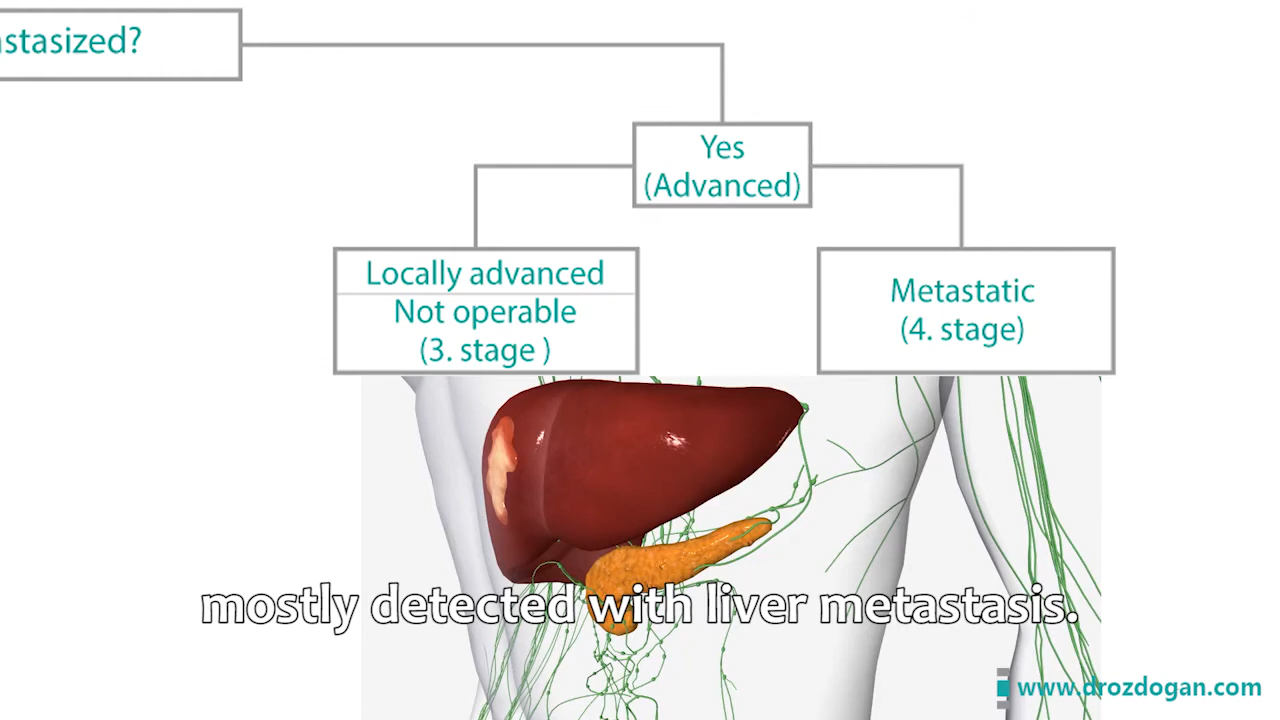 stasized?
Yes
(Advanced)
Locally advanced
Not operable
(3. stage )
Metastatic
(4. stage)
mostly detected with liver metastasis.
www.drozdogan.com